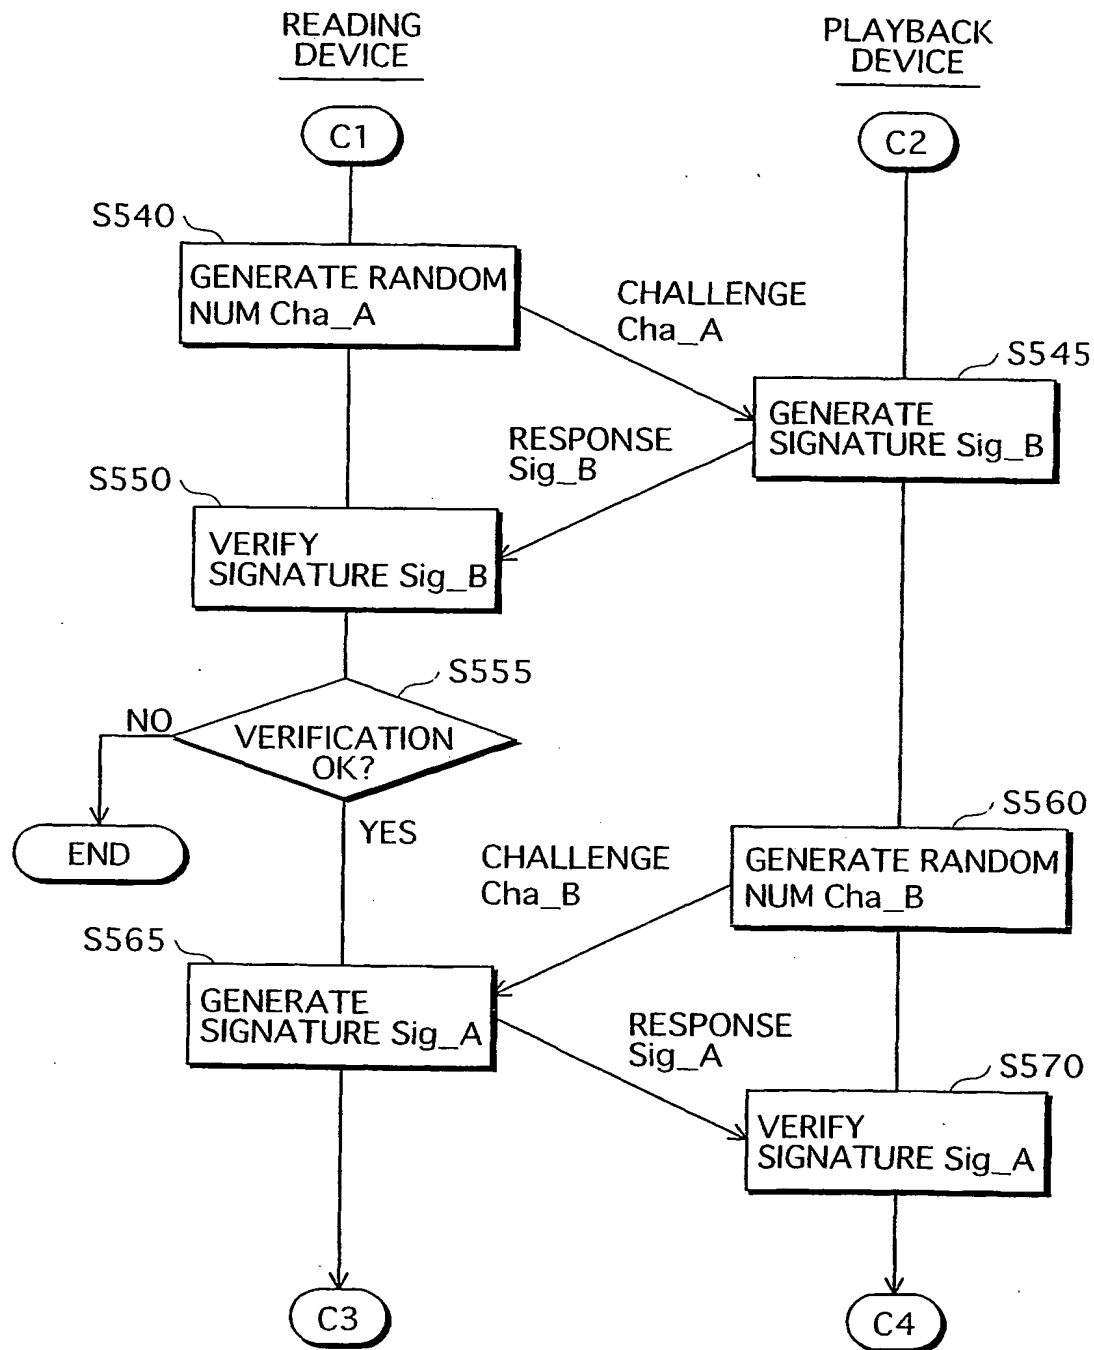 READING
DEVICE
PLAYBACK
DEVICE
C1
C2
S540
GENERATE RANDOM
NUM Cha_A
CHALLENGE
Cha_A
S545
GENERATE
SIGNATURE Sig_B
RESPONSE
Sig_B
S550
VERIFY
SIGNATURE Sig_B
S555
NO
VERIFICATION
OK?
END
YES
S560
GENERATE RANDOM
NUM Cha_B
CHALLENGE
Cha_B
S565
GENERATE
SIGNATURE Sig_A
RESPONSE
Sig_A
S570
VERIFY
SIGNATURE Sig_A
C3
C4